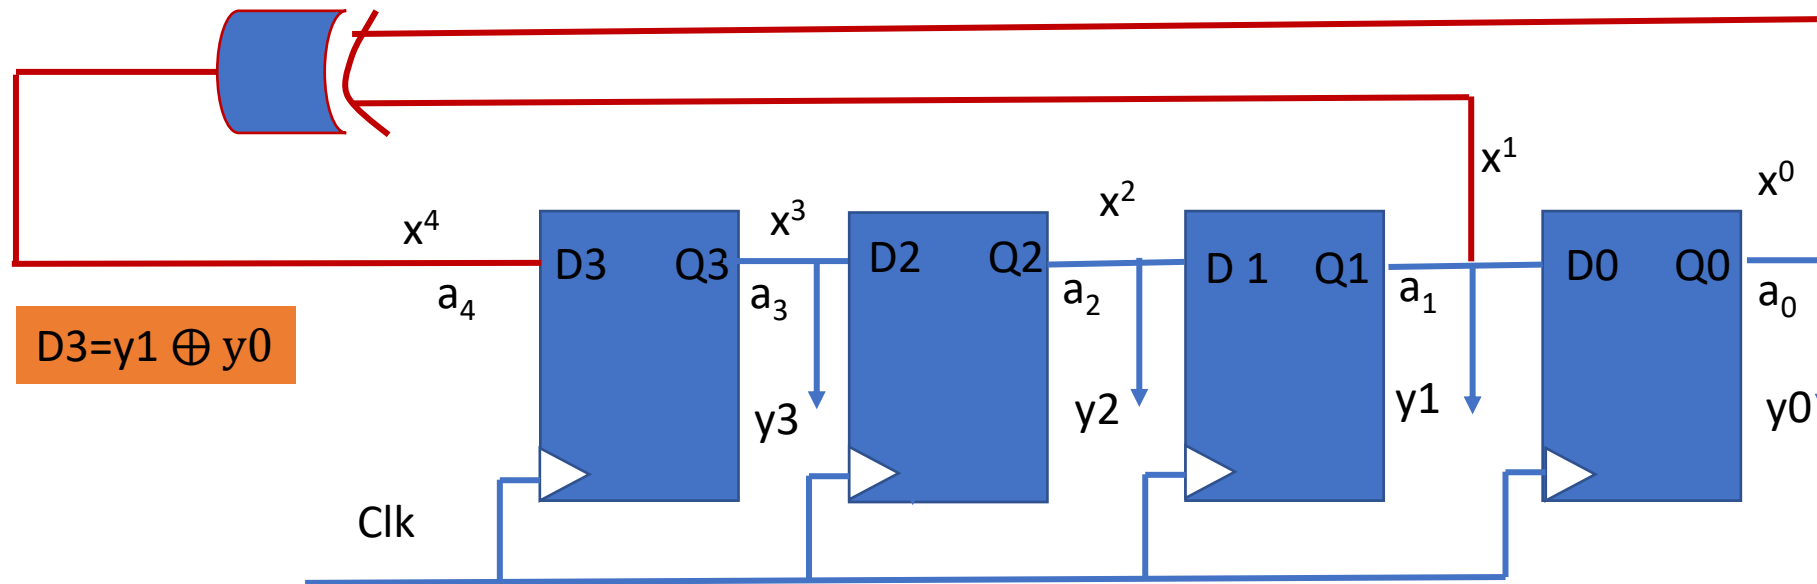 x¹
x⁰
x⁴
x³
x²
D3
Q3
D2
Q2
D 1
Q1
D0
Q0
a₄
a₃
a₂
a₁
a₀
D3=y1 ⊕ y0
y3
y2
y1
y0
Clk